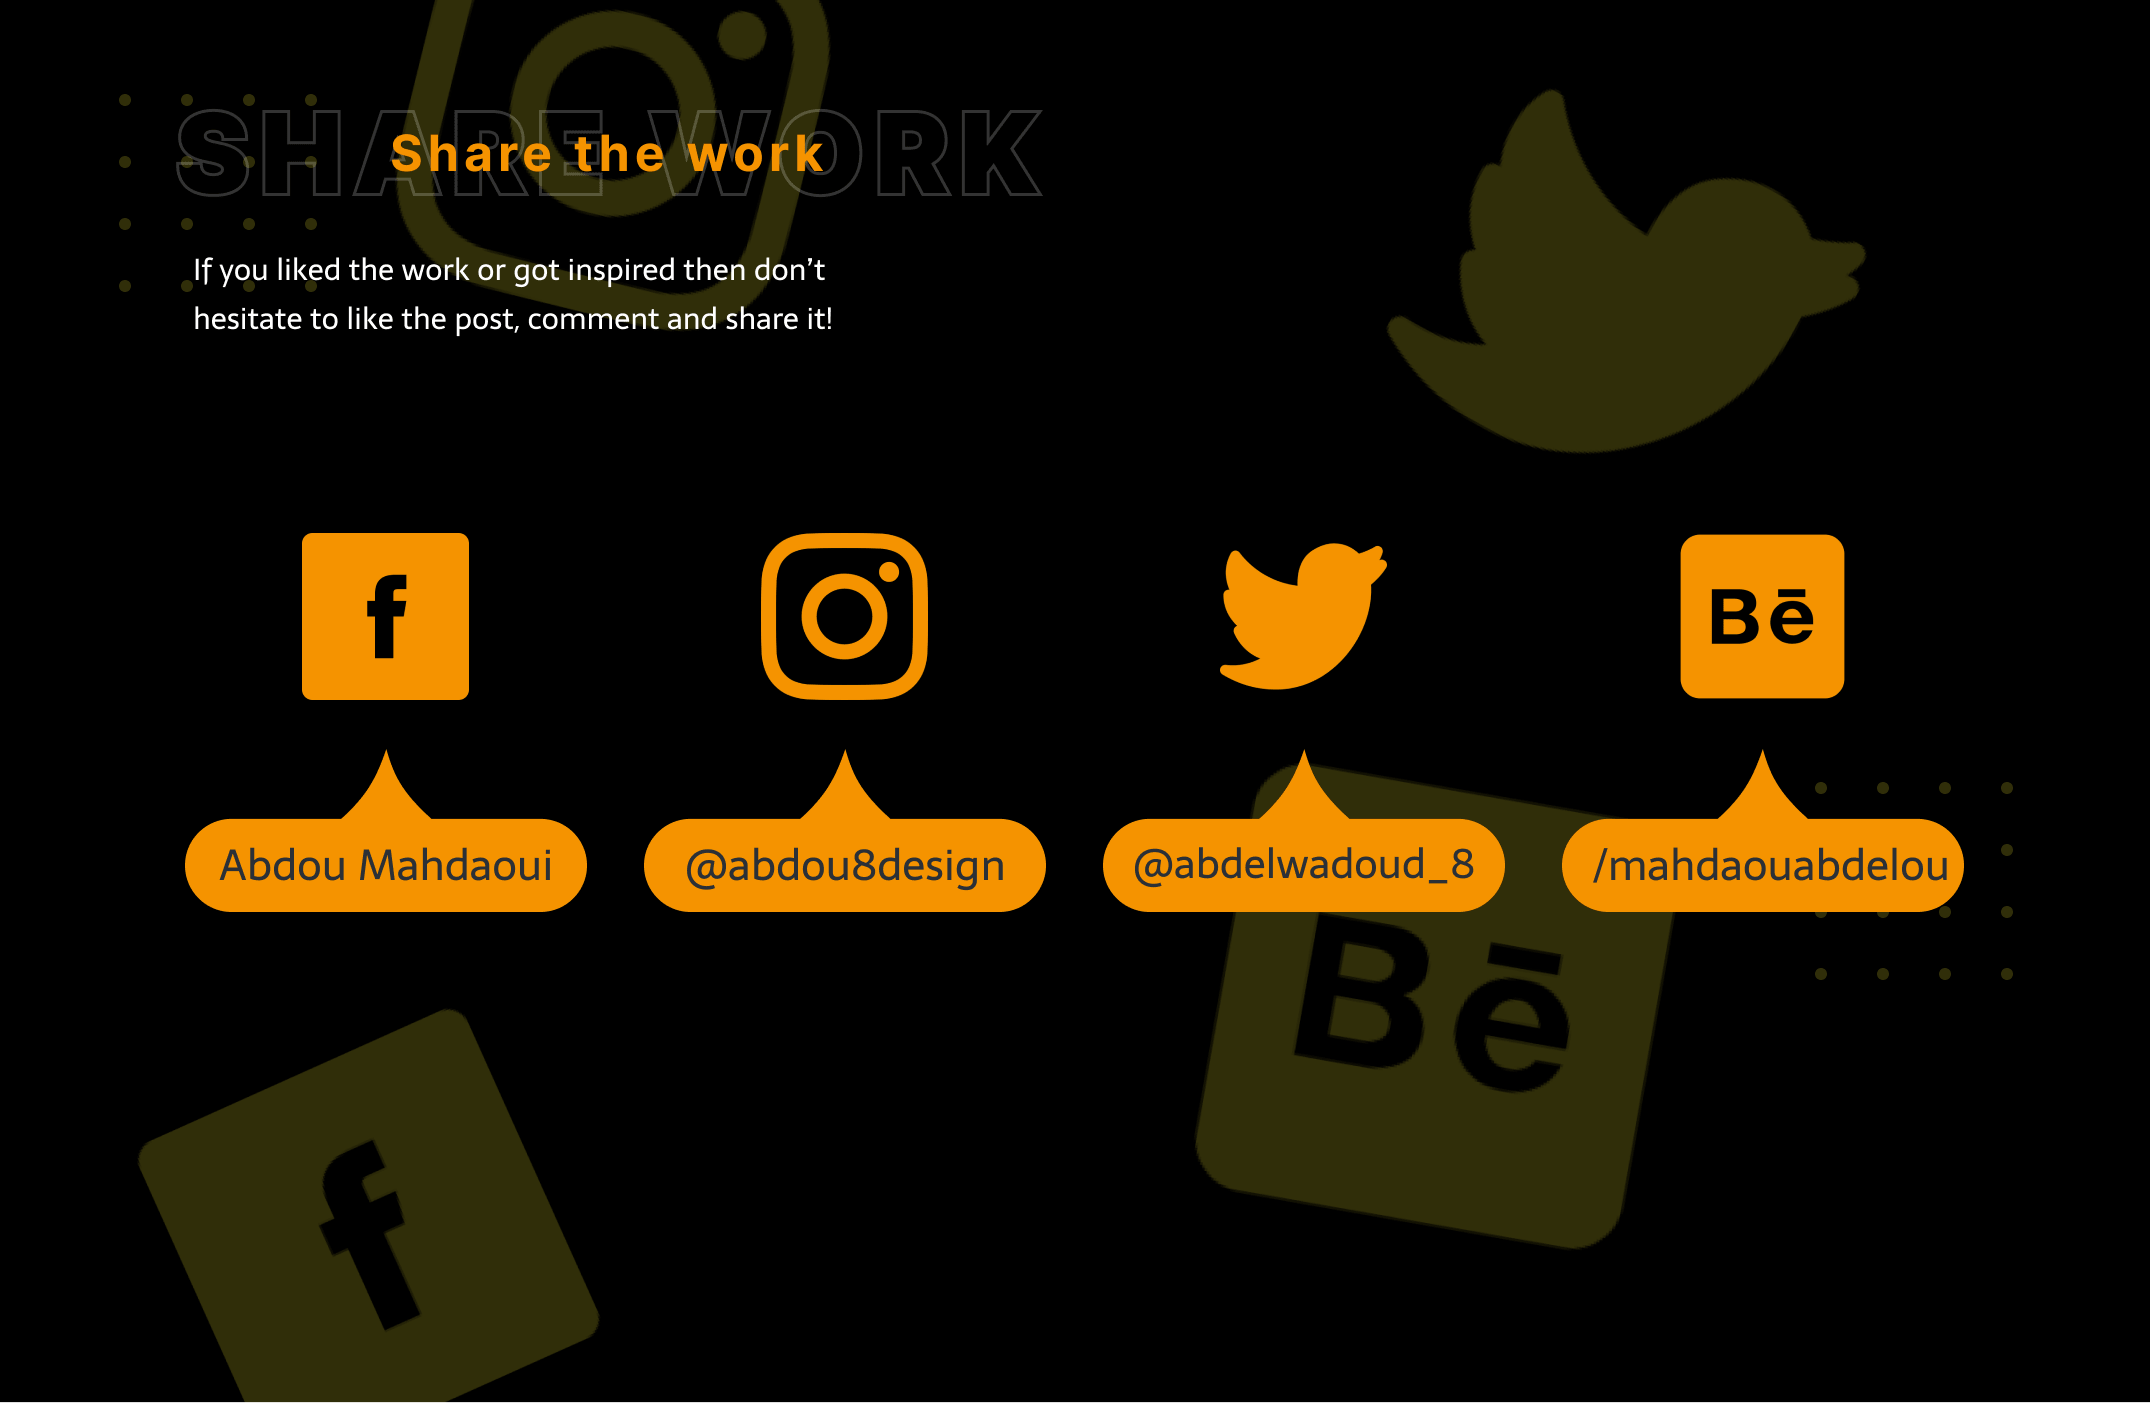 SHARE WORK
Share the work
If you liked the work or got inspired then don’t
hesitate to like the post, comment and share it!
f
Bē
Abdou Mahdaoui
@abdou8design
@abdelwadoud_8
/mahdaouabdelou
Bē
f